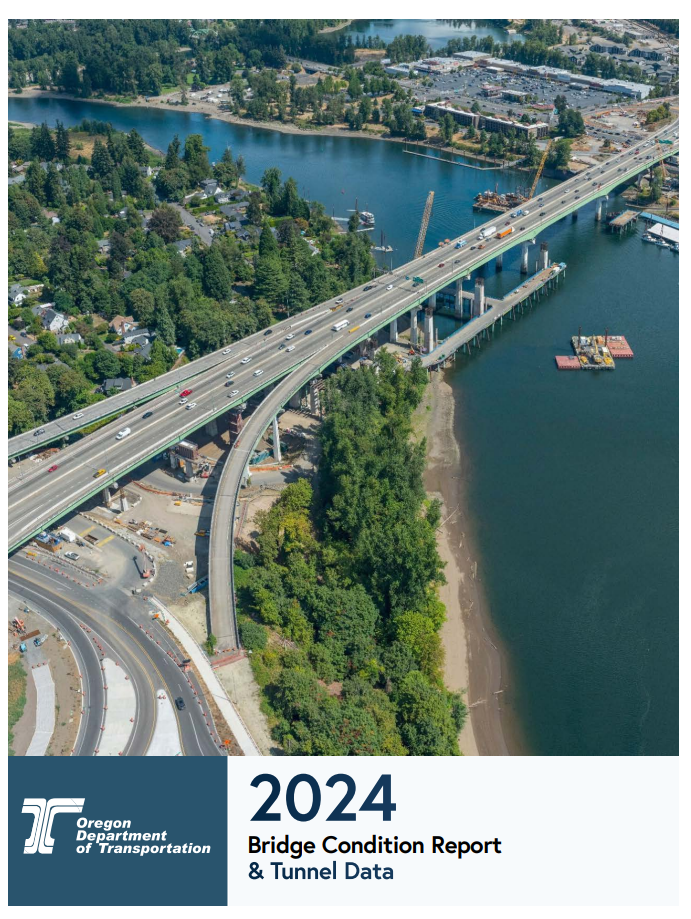 Oregon
Department
of Transportation
2024
Bridge Condition Report
& Tunnel Data